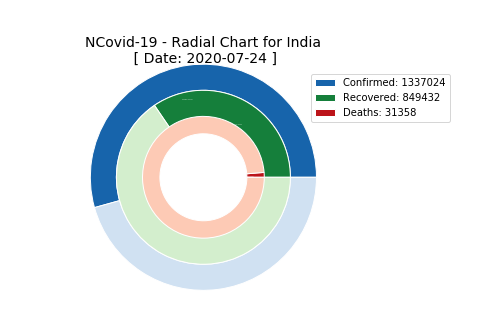 NCovid-19 - Radial Chart for India
[ Date: 2020-07-24 ]
Confirmed: 1337024
Recovered: 849432
Deaths: 31358